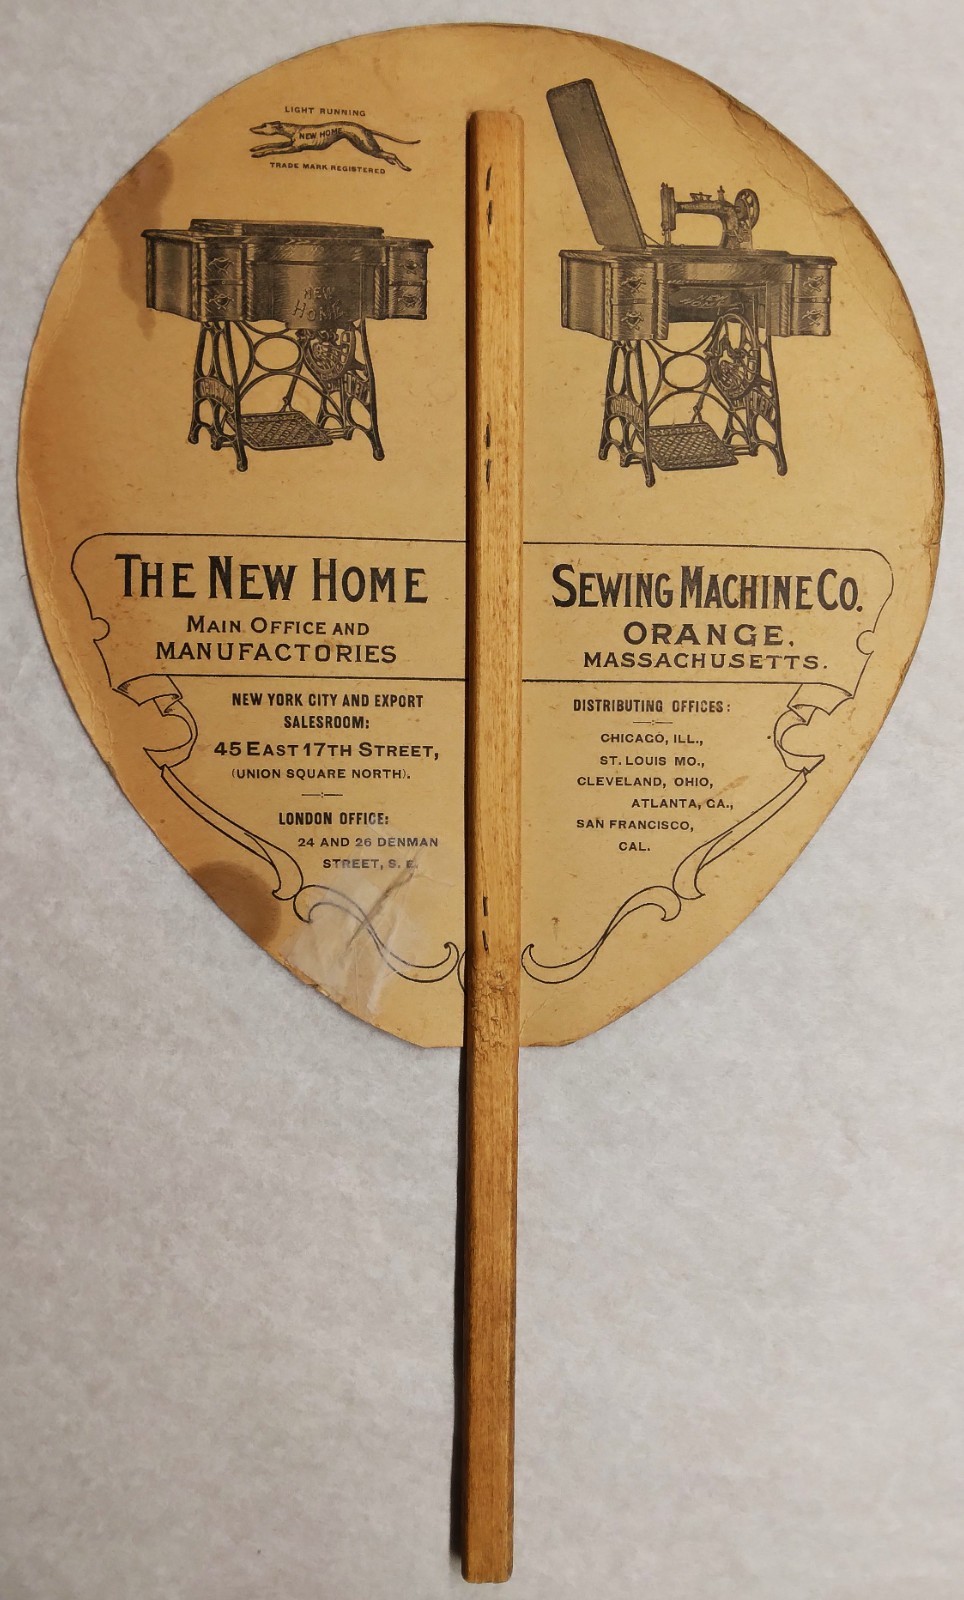 LIGHT RUNNING
NEW HOME
TRADE MARK REGISTERED
NEW
HOME
NEW
THE NEW HOME
MAIN OFFICE AND
MANUFACTORIES
NEW YORK CITY AND EXPORT
SALESROOM:
45 EAST 17TH STREET,
(UNION SQUARE NORTH).
LONDON OFFICE:
24 AND 26 DENMAN
STREET, S. E.
SEWING MACHINE CO.
ORANGE,
MASSACHUSETTS.
DISTRIBUTING OFFICES:
CHICAGO, ILL.,
ST. LOUIS MO.,
CLEVELAND, OHIO,
ATLANTA, GA.,
SAN FRANCISCO,
CAL.